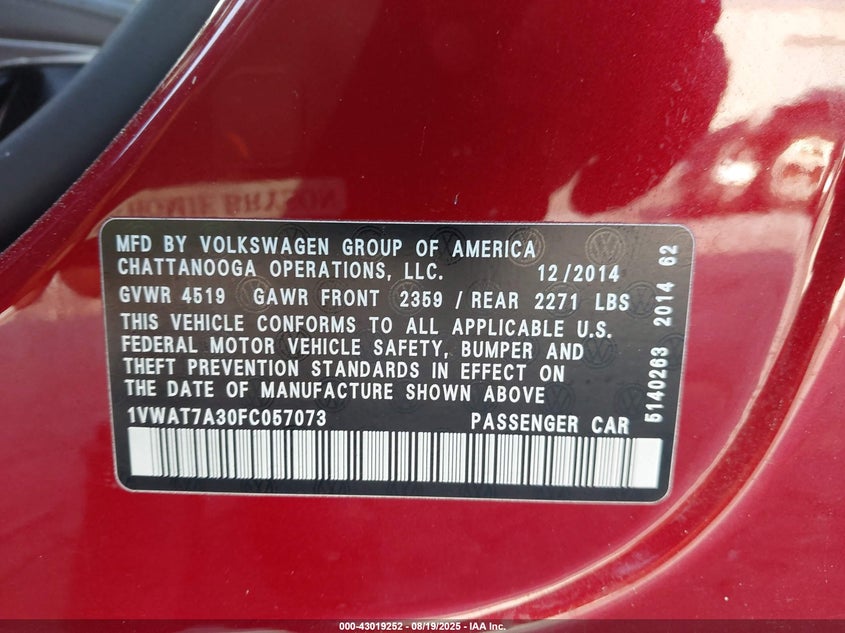 MFD BY VOLKSWAGEN GROUP OF AMERICA
CHATTANOOGA OPERATIONS, LLC. 12/2014
GVWR 4519 GAWR FRONT 2359 / REAR 2271 LBS
THIS VEHICLE CONFORMS TO ALL APPLICABLE U.S.
FEDERAL MOTOR VEHICLE SAFETY, BUMPER AND
THEFT PREVENTION STANDARDS IN EFFECT ON
THE DATE OF MANUFACTURE SHOWN ABOVE
1VWAT7A30FC057073 PASSENGER CAR
5140263 2014 62
000-43019252 - 08/19/2025 - IAA Inc.